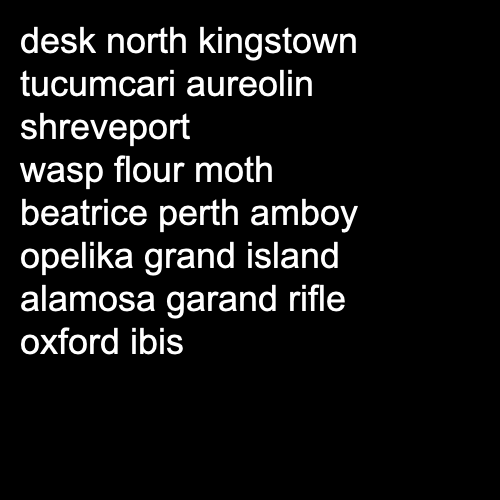 desk north kingstown
tucumcari aureolin
shreveport
wasp flour moth
beatrice perth amboy
opelika grand island
alamosa garand rifle
oxford ibis